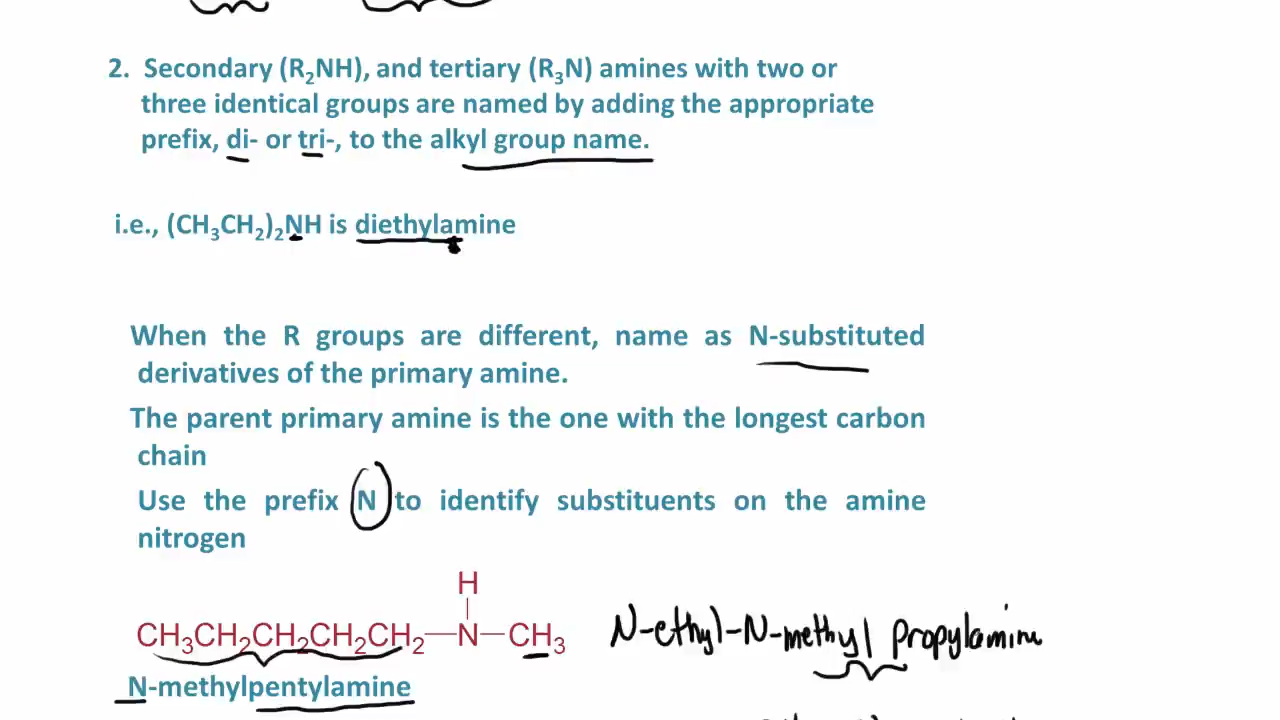 2. Secondary (R₂NH), and tertiary (R₃N) amines with two or
three identical groups are named by adding the appropriate
prefix, di- or tri-, to the alkyl group name.
i.e., (CH₃CH₂)₂NH is diethylamine
When the R groups are different, name as N-substituted
derivatives of the primary amine.
The parent primary amine is the one with the longest carbon
chain
Use the prefix N to identify substituents on the amine
nitrogen
H
CH₃CH₂CH₂CH₂CH₂—N—CH₃
N-ethyl-N-methyl propylamine
N-methylpentylamine